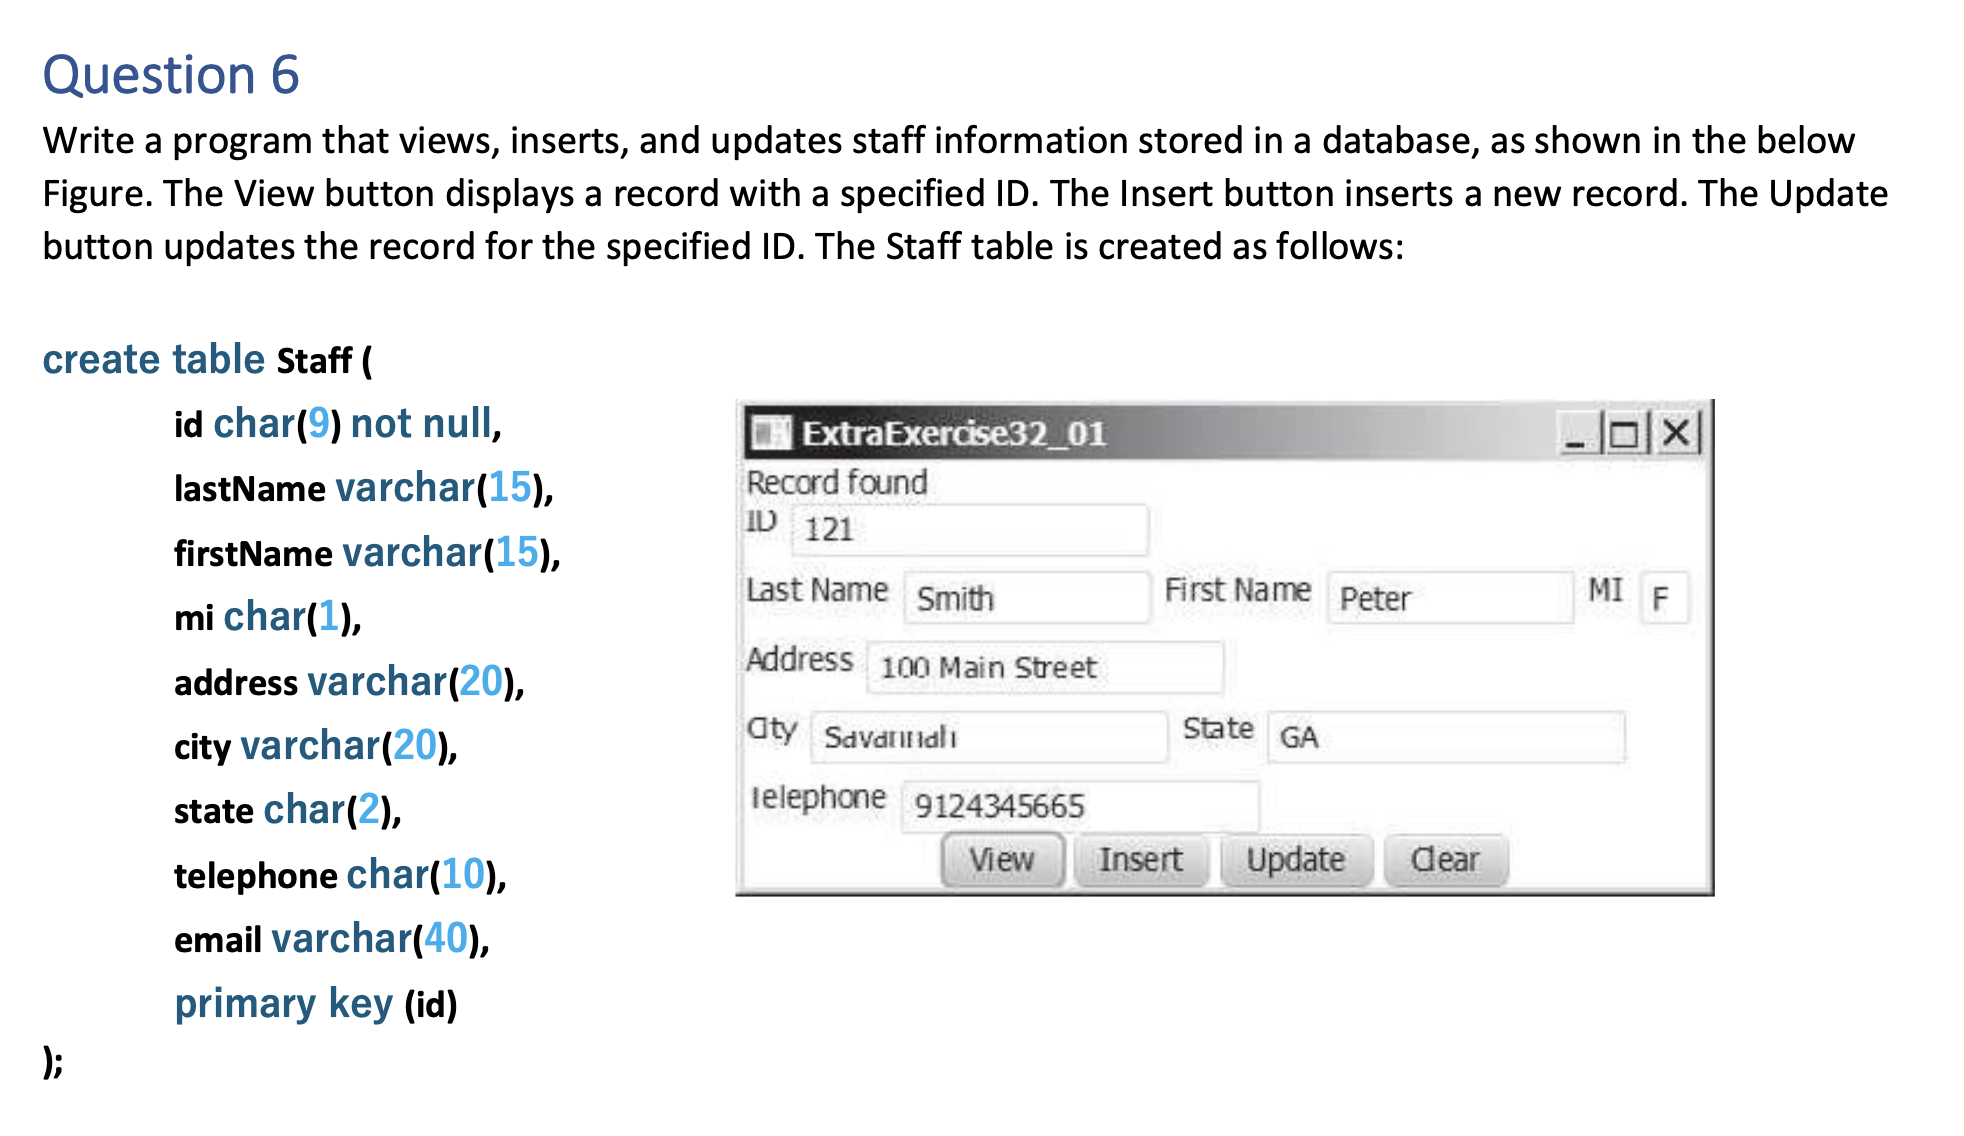 Question 6
Write a program that views, inserts, and updates staff information stored in a database, as shown in the below
Figure. The View button displays a record with a specified ID. The Insert button inserts a new record. The Update
button updates the record for the specified ID. The Staff table is created as follows:
create table Staff (
id char(9) not null,
lastName varchar(15),
firstName varchar(15),
mi char(1),
address varchar(20),
city varchar(20),
state char(2),
telephone char(10),
email varchar(40),
primary key (id)
);
ExtraExercise32_01
Record found
ID 121
Last Name Smith First Name Peter MI F
Address 100 Main Street
City Savannah State GA
Telephone 9124345665
View Insert Update Clear